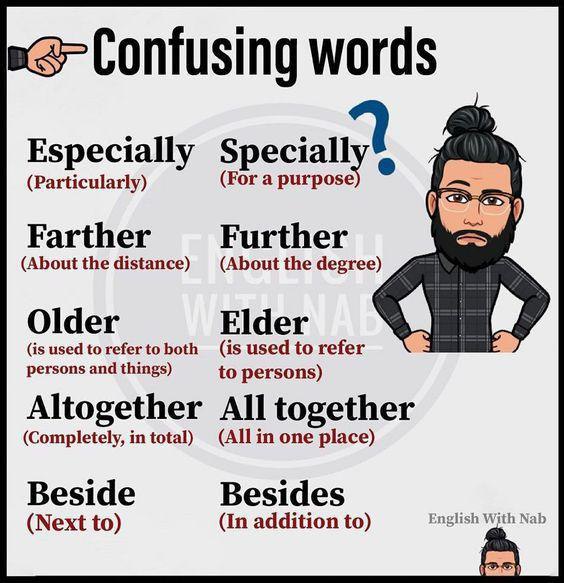 Confusing words
Especially Specially?
(Particularly) (For a purpose)
Farther Further
(About the distance) (About the degree)
Older Elder
(is used to refer to both (is used to refer
persons and things) to persons)
Altogether All together
(Completely, in total) (All in one place)
Beside Besides
(Next to) (In addition to)
English With Nab
ENGLISH
WITH NAB